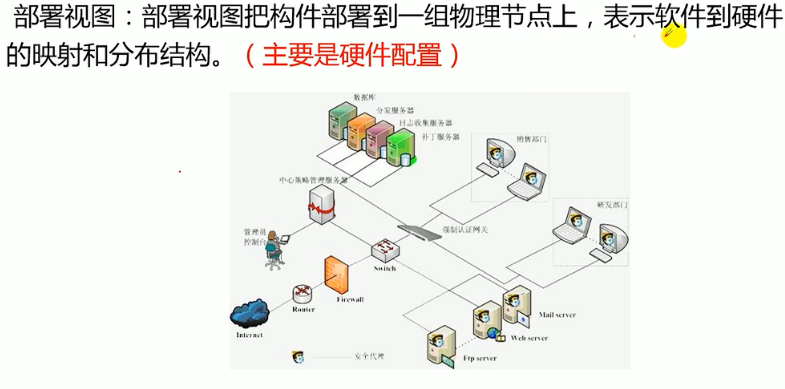 部署视图：部署视图把构件部署到一组物理节点上，表示软件到硬件
的映射和分布结构。（主要是硬件配置）
数据库
分发服务器
日志收集服务器
补丁服务器
销售部门
中心策略管理服务器
研发部门
管理员
控制台
强制认证网关
Switch
Firewall
Router
Internet
Mail server
Web server
Ftp server
安全代理